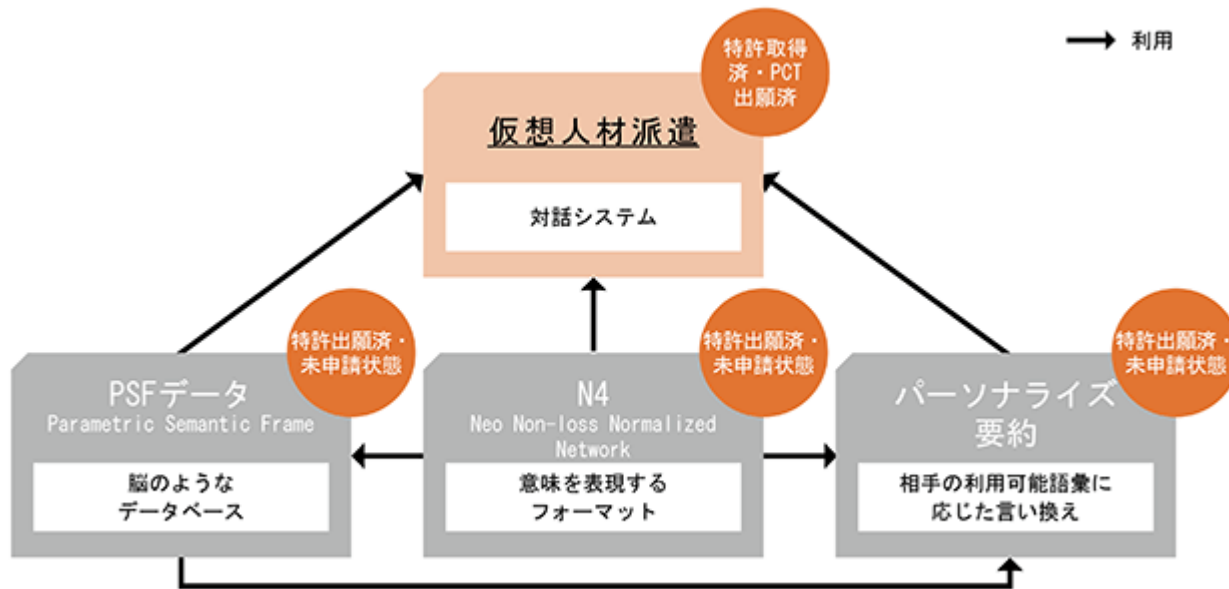 特許取得
済・PCT
出願済
利用
仮想人材派遣
対話システム
特許出願済・
未申請状態
特許出願済・
未申請状態
特許出願済・
未申請状態
PSFデータ
Parametric Semantic Frame
脳のような
データベース
N4
Neo Non-loss Normalized
Network
意味を表現する
フォーマット
パーソナライズ
要約
相手の利用可能語彙に
応じた言い換え